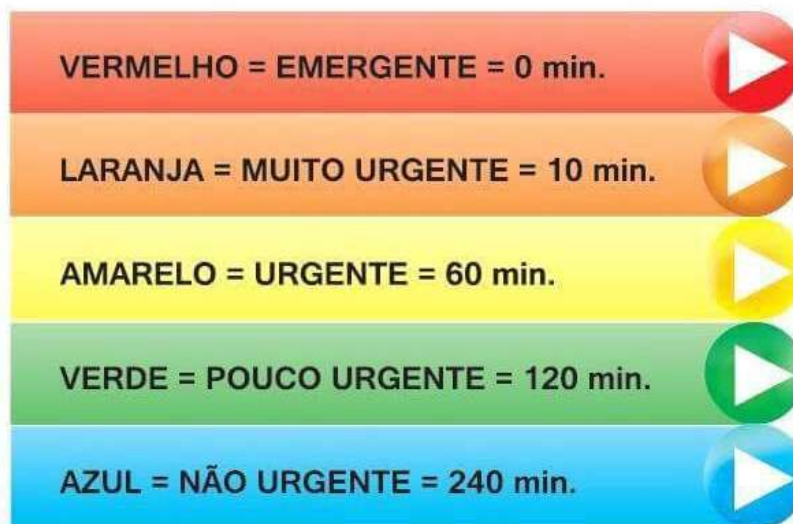 VERMELHO = EMERGENTE = 0 min.
LARANJA = MUITO URGENTE = 10 min.
AMARELO = URGENTE = 60 min.
VERDE = POUCO URGENTE = 120 min.
AZUL = NÃO URGENTE = 240 min.